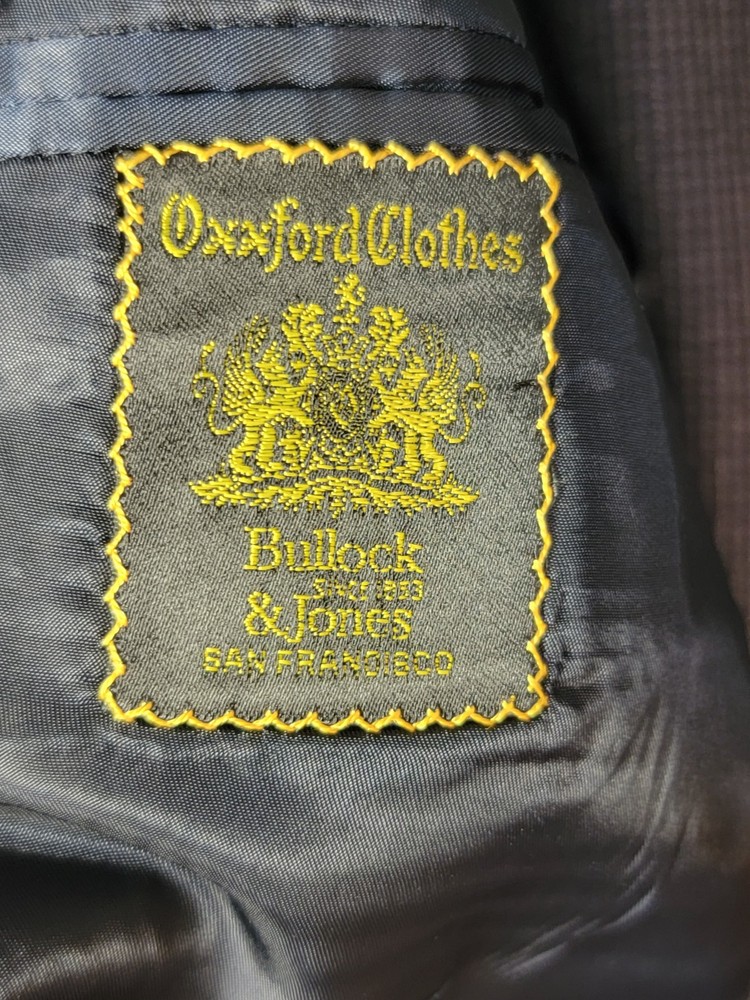 Oxxford Clothes
Bullock
SINCE 1853
& Jones
SAN FRANCISCO